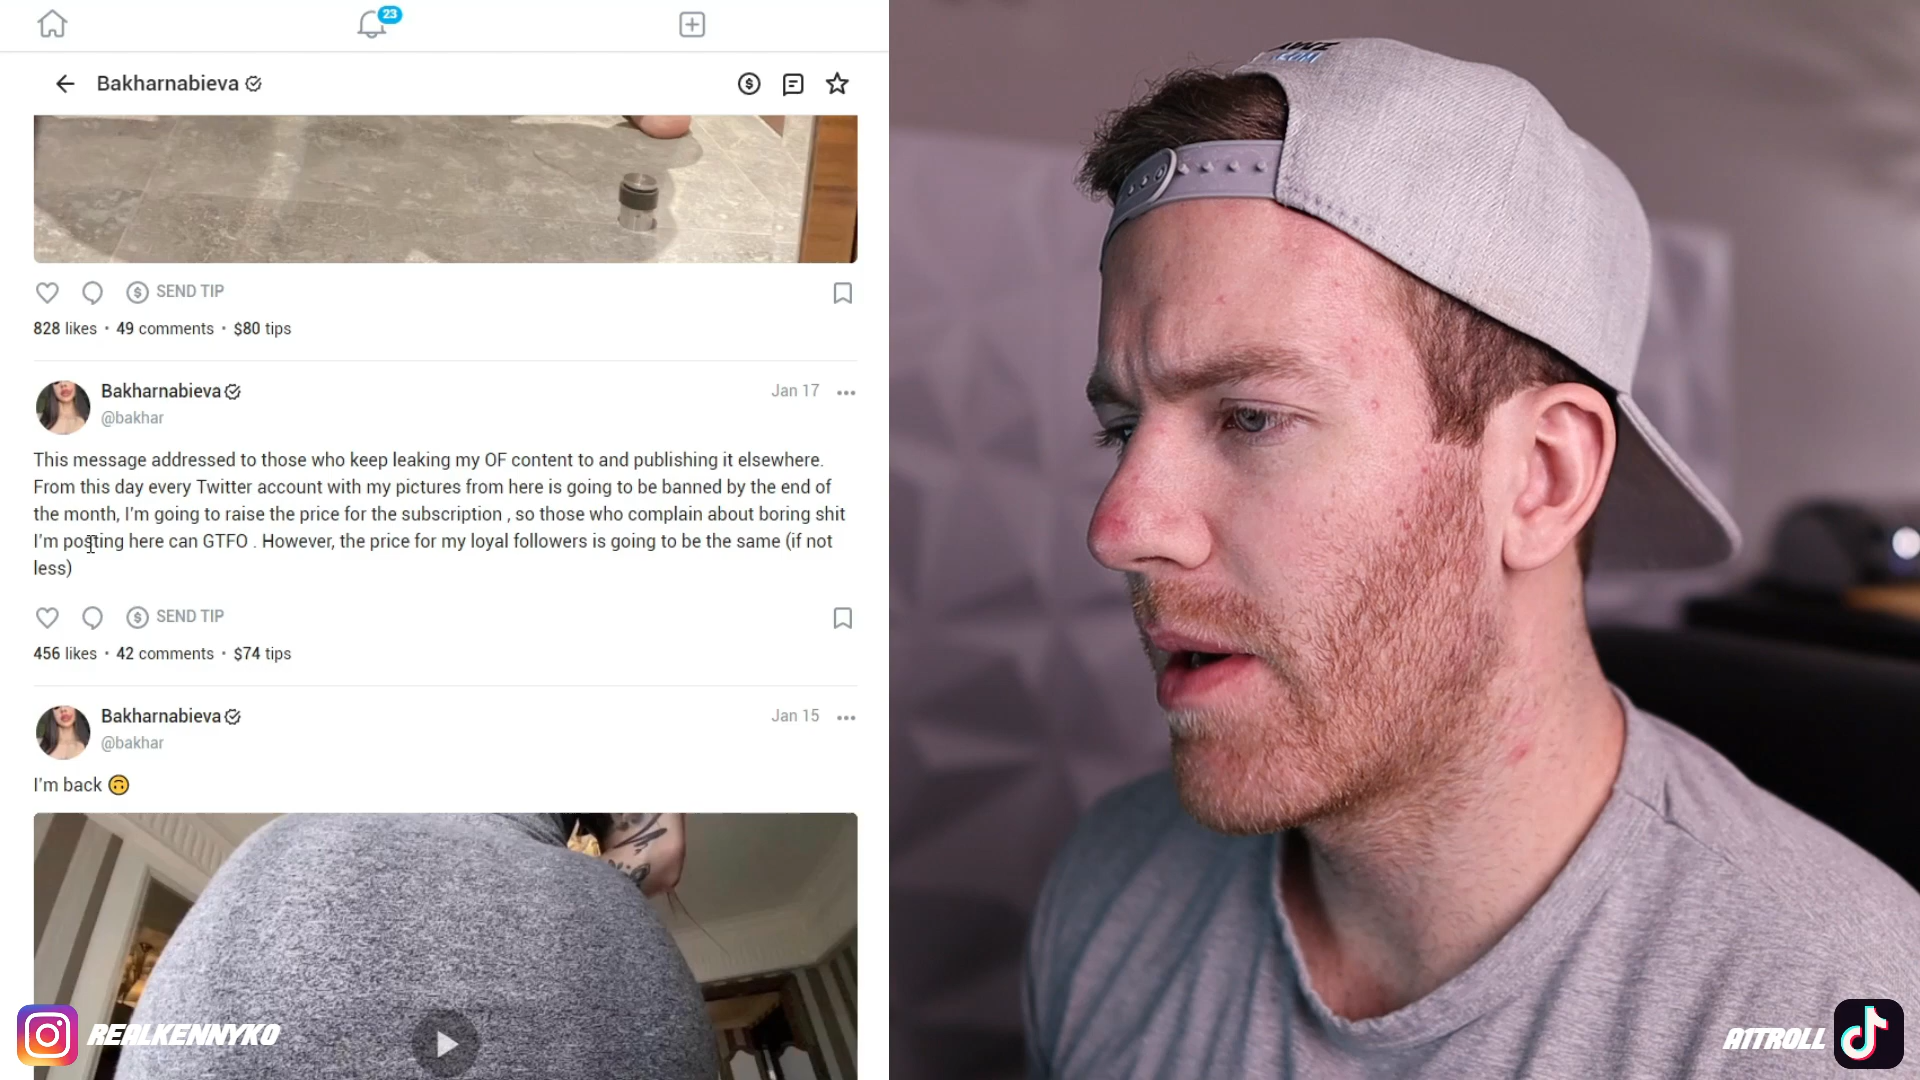 23
Bakharnabieva
SEND TIP
828 likes • 49 comments • $80 tips
Bakharnabieva
Jan 17
@bakhar
This message addressed to those who keep leaking my OF content to and publishing it elsewhere.
From this day every Twitter account with my pictures from here is going to be banned by the end of
the month, I'm going to raise the price for the subscription , so those who complain about boring shit
I'm posting here can GTFO . However, the price for my loyal followers is going to be the same (if not
less)
SEND TIP
456 likes • 42 comments • $74 tips
Bakharnabieva
Jan 15
@bakhar
I'm back 🙃
REALKENNYKO
A1TROLL